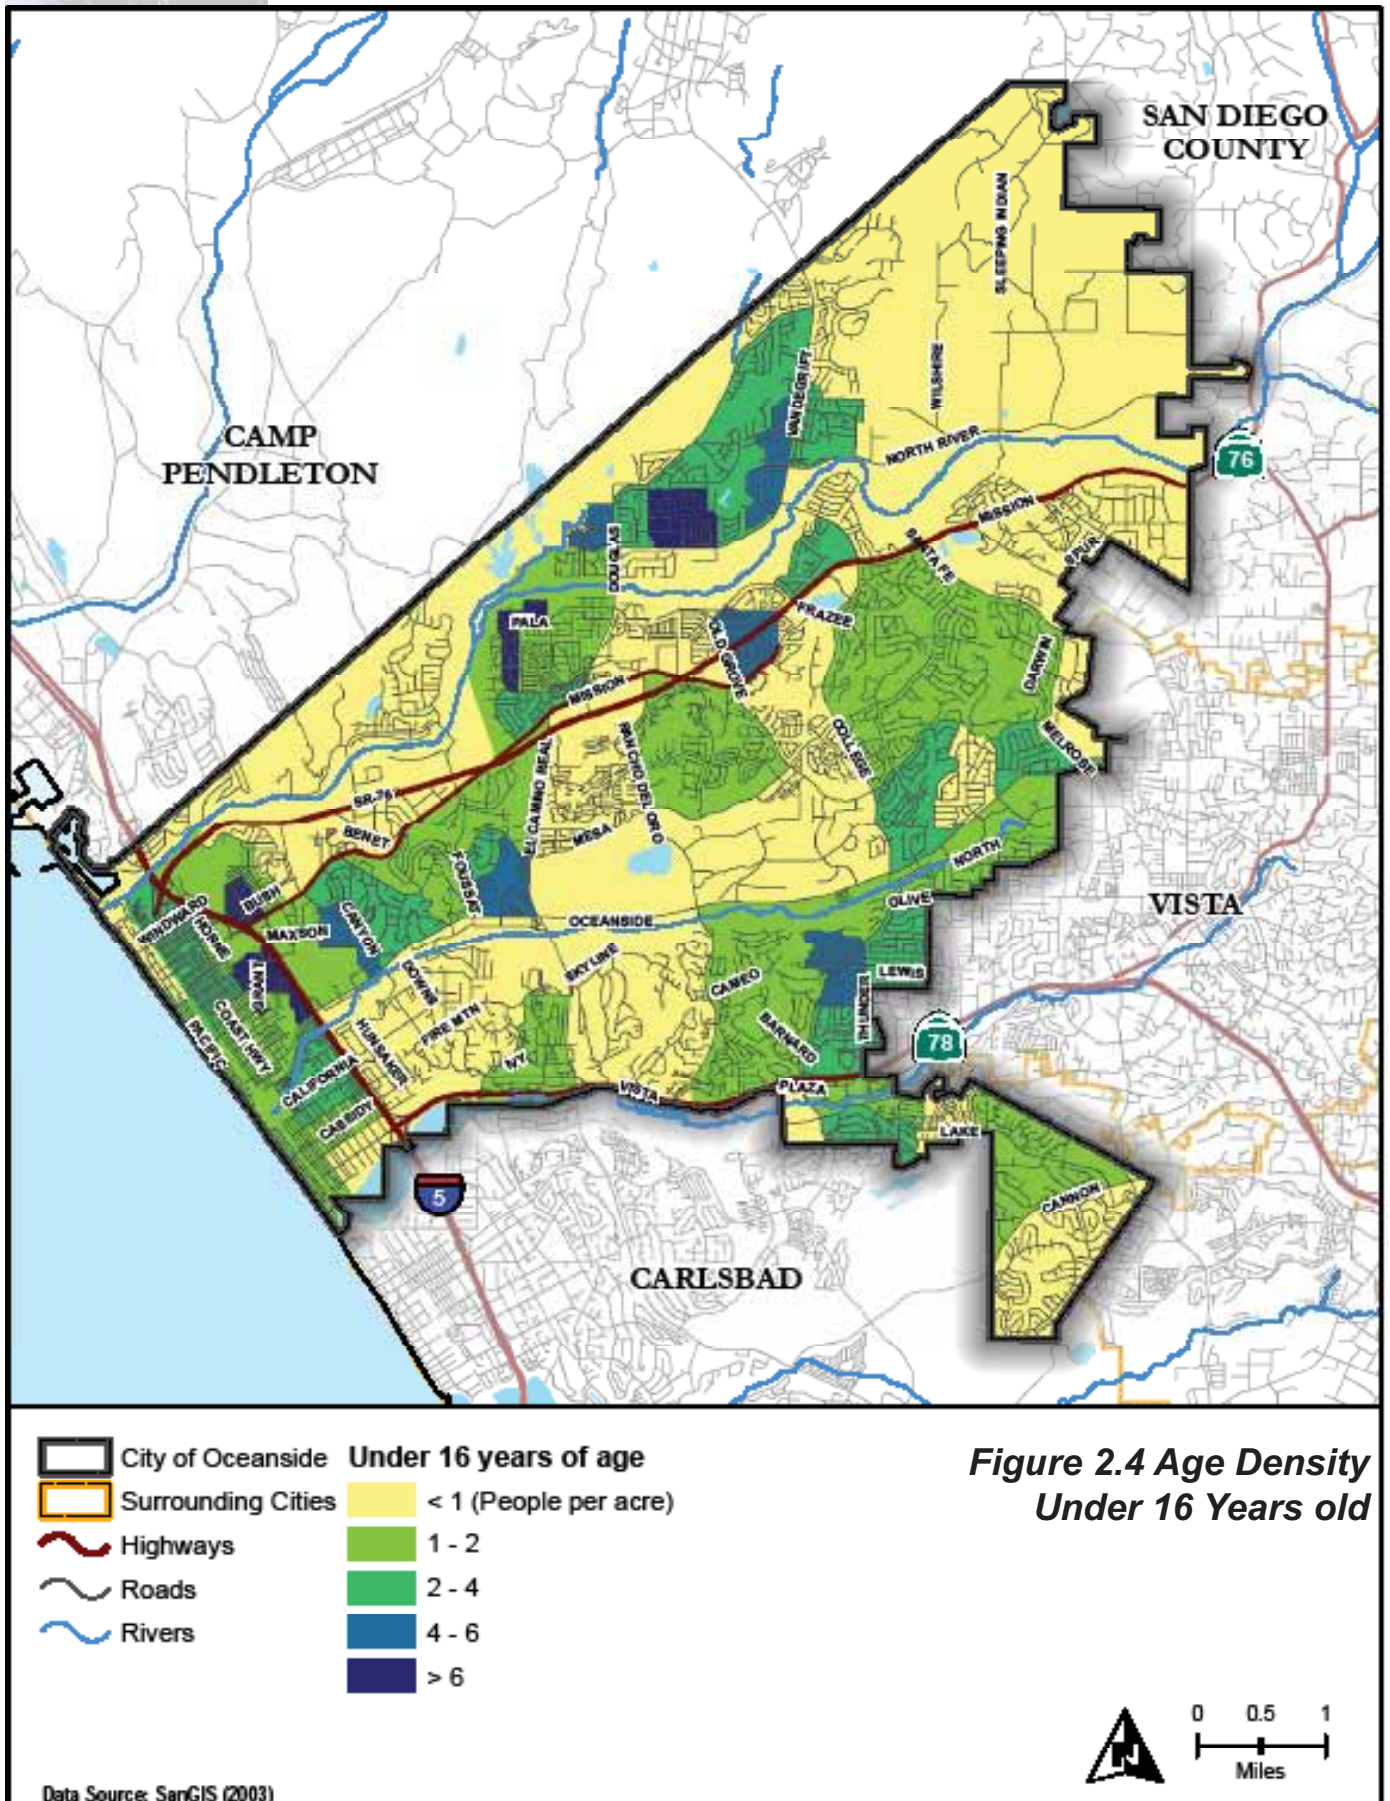 SAN DIEGO
COUNTY
SLEEPING INDIAN
WILSHIRE
VANDEGRIFT
NORTH RIVER
76
CAMP
PENDLETON
MISSION
SANTA FE
SPUR
DOUGLAS
FRAZEE
PALA
OLD GROVE
DARWIN
MISSION
MELROSE
COLLEGE
RANCHO DEL ORO
EL CAMINO REAL
SR-76
BENET
MESA
FOUSSAT
NORTH
VISTA
OLIVE
BUSH
WINDWARD
HORNE
MAXSON
CANYON
OCEANSIDE
SKYLINE
LEWIS
CAMEO
GRANT
DOWNS
THUNDER
COAST HWY
FIRE MTN
BARNARD
PACIFIC
HUNSAKER
78
IVY
CALIFORNIA
VISTA
PLAZA
CASSIDY
LAKE
5
CANNON
CARLSBAD
City of Oceanside
Surrounding Cities
Highways
Roads
Rivers
Under 16 years of age
< 1 (People per acre)
1 - 2
2 - 4
4 - 6
> 6
Figure 2.4 Age Density
Under 16 Years old
N
0 0.5 1
Miles
Data Source: SanGIS (2003)